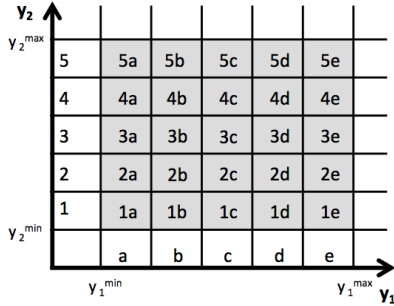 y₂
y₂ᵐᵃˣ
5 5a 5b 5c 5d 5e
4 4a 4b 4c 4d 4e
3 3a 3b 3c 3d 3e
2 2a 2b 2c 2d 2e
1 1a 1b 1c 1d 1e
y₂ᵐⁱⁿ
a b c d e
y₁ᵐⁱⁿ y₁ᵐᵃˣ y₁